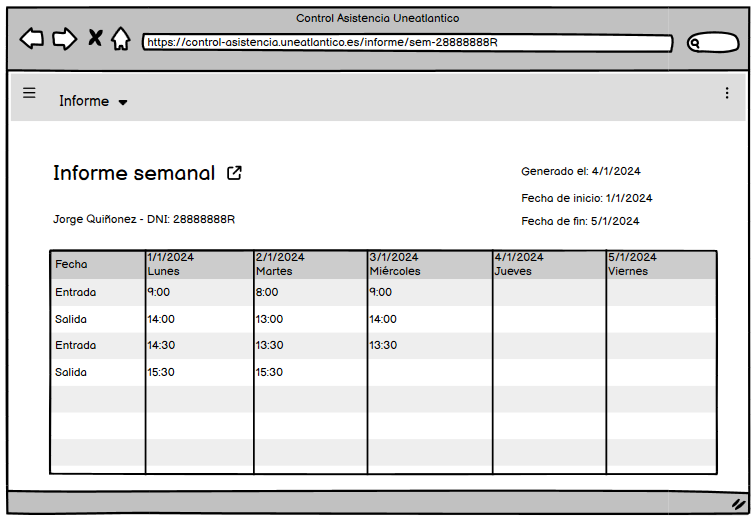 Control Asistencia Uneatlantico
https://control-asistencia.uneatlantico.es/informe/sem-28888888R
Informe
Informe semanal
Generado el: 4/1/2024
Fecha de inicio: 1/1/2024
Jorge Quiñonez - DNI: 28888888R
Fecha de fin: 5/1/2024
Fecha 1/1/2024 Lunes 2/1/2024 Martes 3/1/2024 Miércoles 4/1/2024 Jueves 5/1/2024 Viernes
Entrada 9:00 8:00 9:00
Salida 14:00 13:00 14:00
Entrada 14:30 13:30 13:30
Salida 15:30 15:30